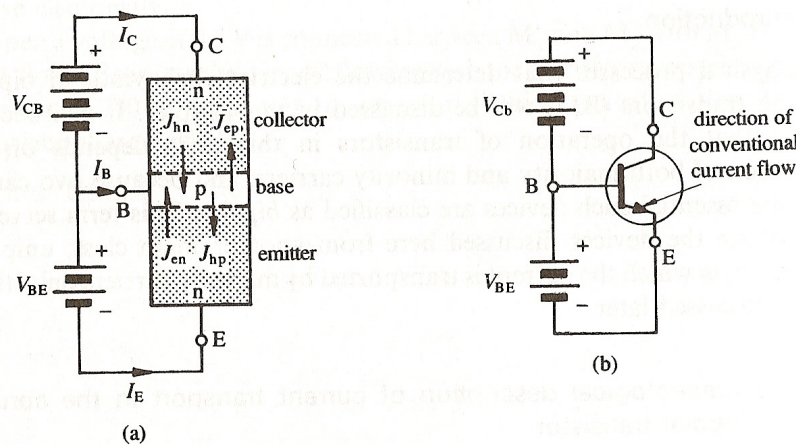 I_C
+
V_CB
−
C
n
J_hn
J_ep
collector
I_B
B
p
base
J_en
J_hp
emitter
n
+
V_BE
−
E
I_E
(a)
+
V_Cb
−
C
direction of
conventional
current flow
B
E
+
V_BE
−
(b)